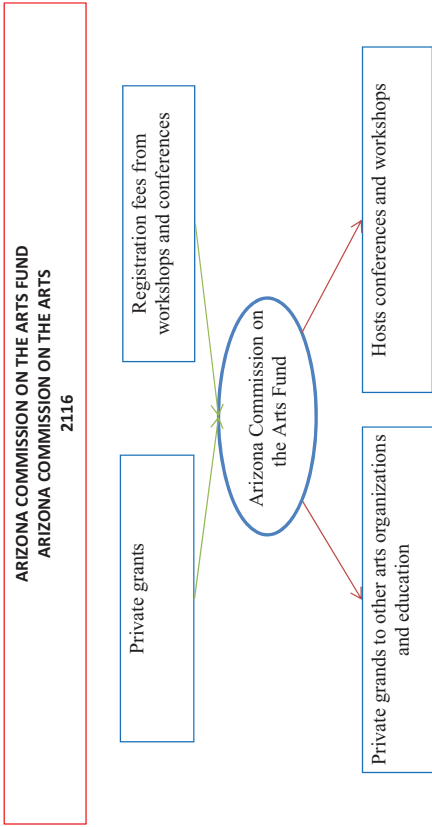 ARIZONA COMMISSION ON THE ARTS FUND
ARIZONA COMMISSION ON THE ARTS
2116
Private grants
Registration fees from
workshops and conferences
Arizona Commission on
the Arts Fund
Private grands to other arts organizations
and education
Hosts conferences and workshops